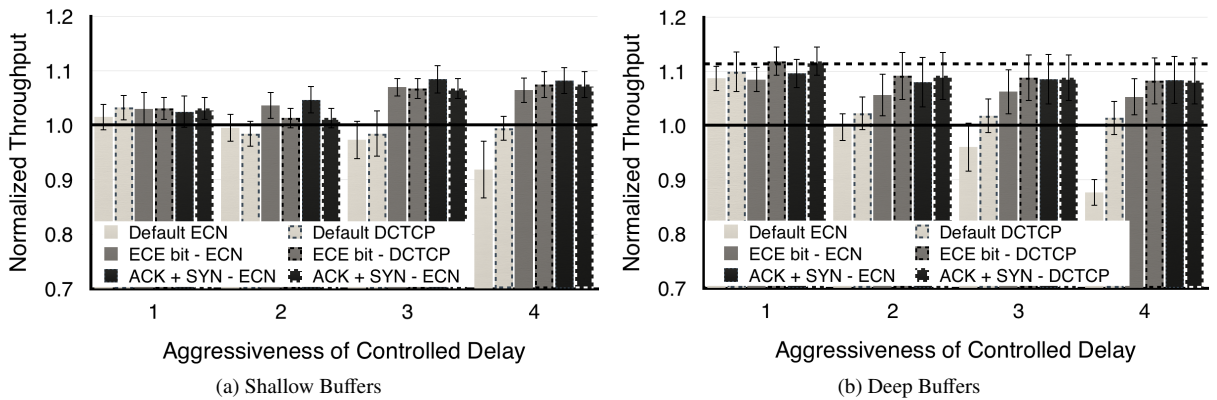 1.2
1.1
1.0
0.9
0.8
0.7
Normalized Throughput
Default ECN
Default DCTCP
ECE bit - ECN
ECE bit - DCTCP
ACK + SYN - ECN
ACK + SYN - ECN
1 2 3 4
Aggressiveness of Controlled Delay
(a) Shallow Buffers
1.2
1.1
1.0
0.9
0.8
0.7
Normalized Throughput
Default ECN
Default DCTCP
ECE bit - ECN
ECE bit - DCTCP
ACK + SYN - ECN
ACK + SYN - DCTCP
1 2 3 4
Aggressiveness of Controlled Delay
(b) Deep Buffers